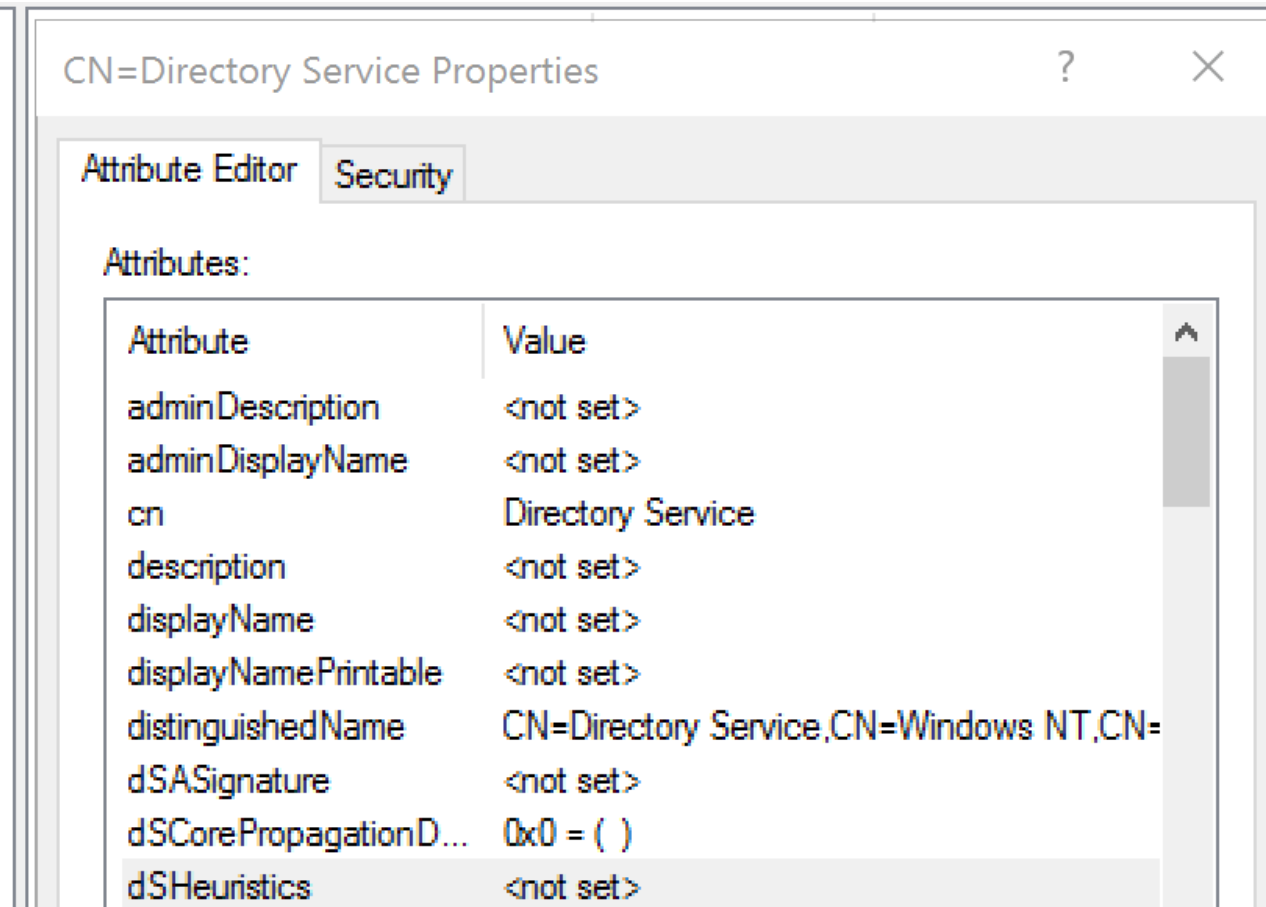 CN=Directory Service Properties ? ×
Attribute Editor Security
Attributes:
Attribute Value
adminDescription <not set>
adminDisplayName <not set>
cn Directory Service
description <not set>
displayName <not set>
displayNamePrintable <not set>
distinguishedName CN=Directory Service,CN=Windows NT,CN=
dSASignature <not set>
dSCorePropagationD... 0x0 = ( )
dSHeuristics <not set>